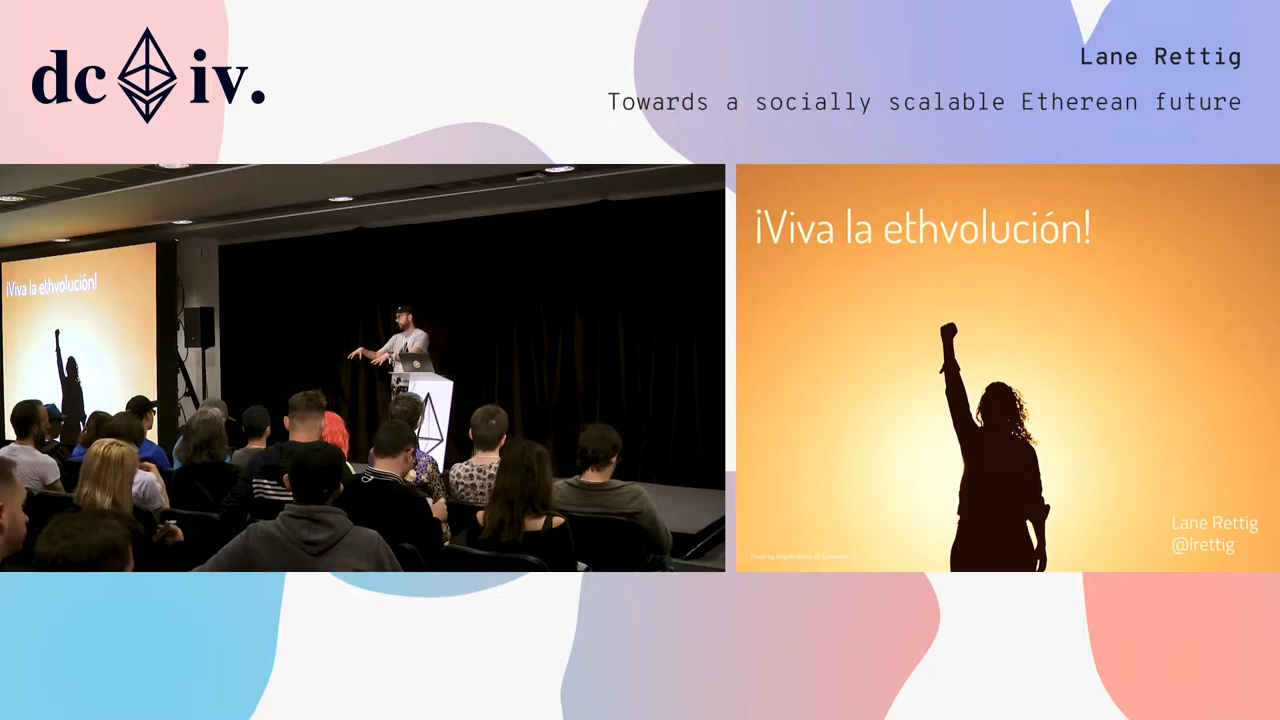 dc iv.
Lane Rettig
Towards a socially scalable Etherean future
¡Viva la ethvolución!
¡Viva la ethvolución!
Lane Rettig
@lrettig